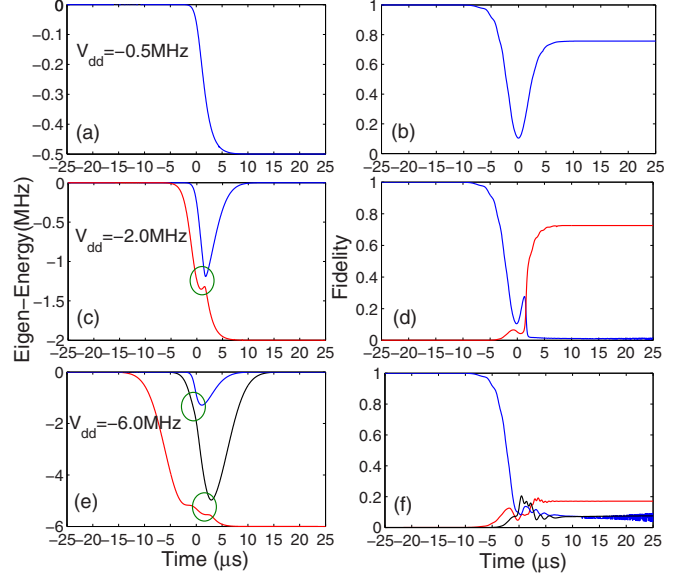 0
−0.1
−0.2
−0.3
−0.4
−0.5
V_dd=−0.5MHz
(a)
−25−20−15−10 −5 0 5 10 15 20 25
1
0.8
0.6
0.4
0.2
0
(b)
−25−20−15−10 −5 0 5 10 15 20 25
Eigen−Energy(MHz)
0
−0.5
−1
−1.5
−2
V_dd=−2.0MHz
(c)
−25−20−15−10 −5 0 5 10 15 20 25
Fidelity
1
0.8
0.6
0.4
0.2
0
(d)
−25−20−15−10 −5 0 5 10 15 20 25
0
−2
−4
−6
V_dd=−6.0MHz
(e)
−25−20−15−10 −5 0 5 10 15 20 25
Time (μs)
1
0.8
0.6
0.4
0.2
0
(f)
−25−20−15−10 −5 0 5 10 15 20 25
Time (μs)